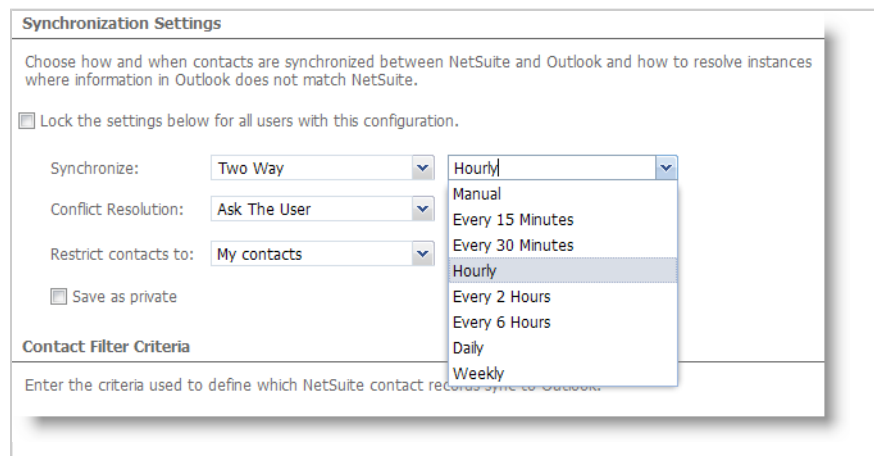 Synchronization Settings
Choose how and when contacts are synchronized between NetSuite and Outlook and how to resolve instances
where information in Outlook does not match NetSuite.
Lock the settings below for all users with this configuration.
Synchronize: Two Way Hourly
Manual
Conflict Resolution: Ask The User
Every 15 Minutes
Every 30 Minutes
Restrict contacts to: My contacts
Hourly
Save as private
Every 2 Hours
Every 6 Hours
Contact Filter Criteria
Daily
Weekly
Enter the criteria used to define which NetSuite contact records sync to Outlook.